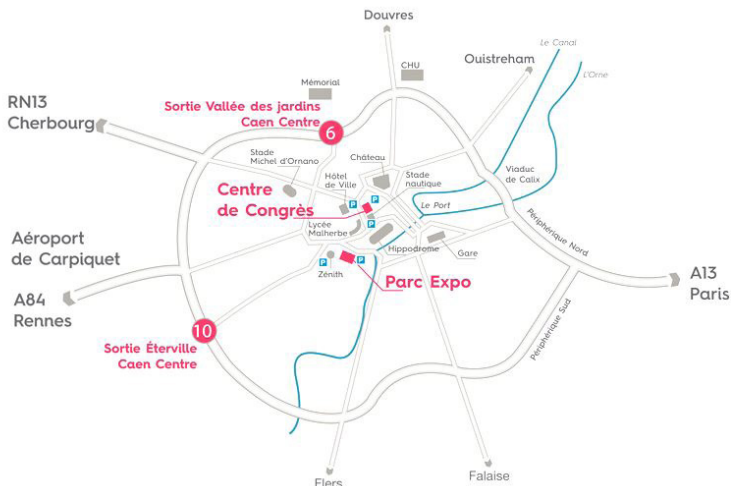 Douvres
Le Canal
CHU
Ouistreham
L'Orne
Mémorial
RN13
Cherbourg
Sortie Vallée des jardins
Caen Centre
6
Stade
Michel d'Ornano
Château
Hôtel
de Ville
Stade
nautique
Viaduc
de Calix
Centre
de Congrès
P
P
P
Le Port
Périphérique Nord
Lycée
Malherbe
Hippodrome
Gare
Aéroport
de Carpiquet
P
P
Zénith
Parc Expo
A13
Paris
A84
Rennes
10
Sortie Éterville
Caen Centre
Périphérique Sud
Flers
Falaise